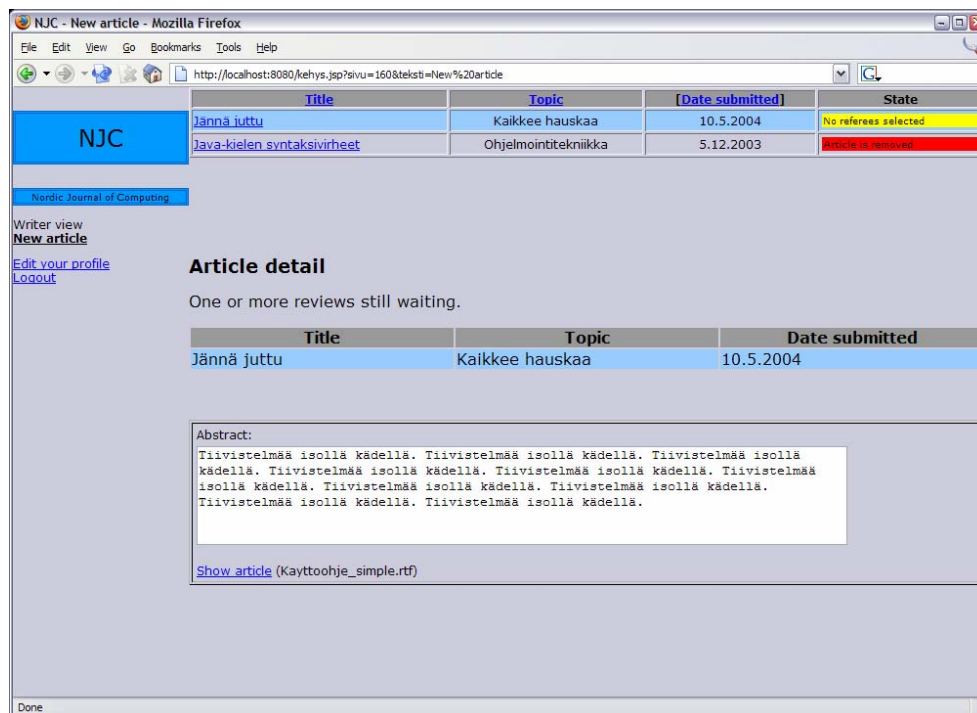 NJC - New article - Mozilla Firefox
File Edit View Go Bookmarks Tools Help
http://localhost:8080/kehys.jsp?sivu=160&teksti=New%20article
G
Title Topic [Date submitted] State
Jännä juttu Kaikkee hauskaa 10.5.2004 No referees selected
Java-kielen syntaksivirheet Ohjelmointitekniikka 5.12.2003 Article is removed
NJC
Nordic Journal of Computing
Writer view
New article
Edit your profile
Logout
Article detail
One or more reviews still waiting.
Title Topic Date submitted
Jännä juttu Kaikkee hauskaa 10.5.2004
Abstract:
Tiivistelmää isollä kädellä. Tiivistelmää isollä kädellä. Tiivistelmää isollä
kädellä. Tiivistelmää isollä kädellä. Tiivistelmää isollä kädellä. Tiivistelmää
isollä kädellä. Tiivistelmää isollä kädellä. Tiivistelmää isollä kädellä.
Tiivistelmää isollä kädellä. Tiivistelmää isollä kädellä.
Show article (Kayttoohje_simple.rtf)
Done